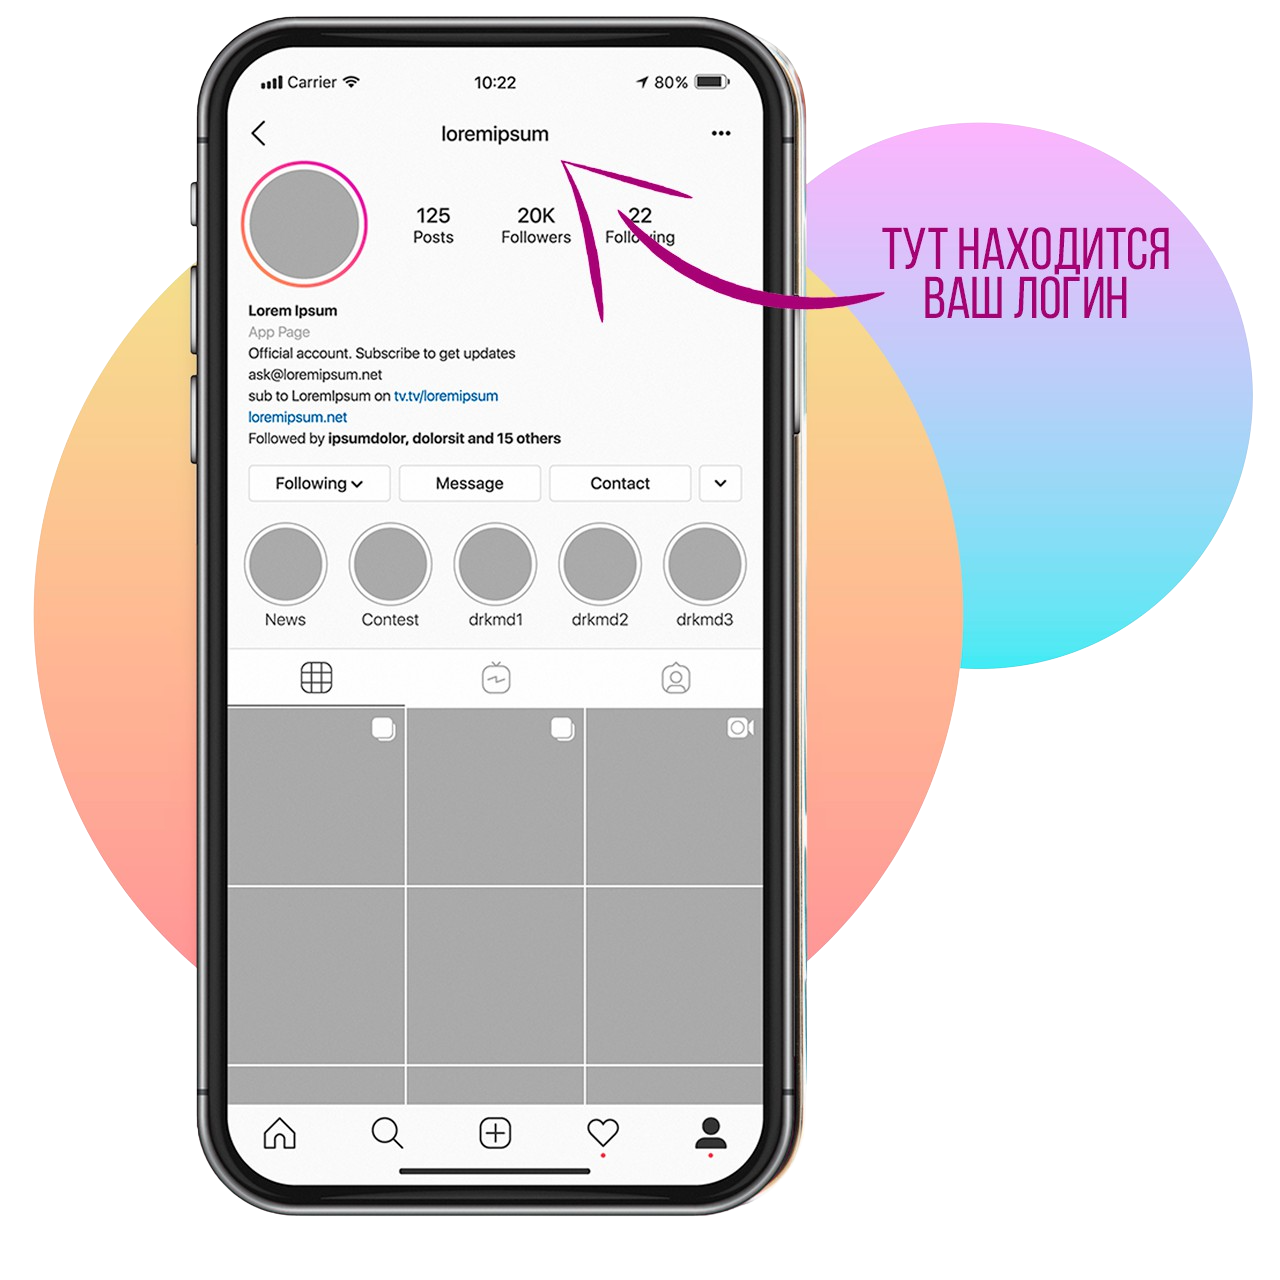 Carrier 10:22 80%
loremipsum
ТУТ НАХОДИТСЯ
ВАШ ЛОГИН
125 20K 22
Posts Followers Following
Lorem Ipsum
App Page
Official account. Subscribe to get updates
ask@loremipsum.net
sub to LoremIpsum on tv.tv/loremipsum
loremipsum.net
Followed by ipsumdolor, dolorsit and 15 others
Following Message Contact
News Contest drkmd1 drkmd2 drkmd3